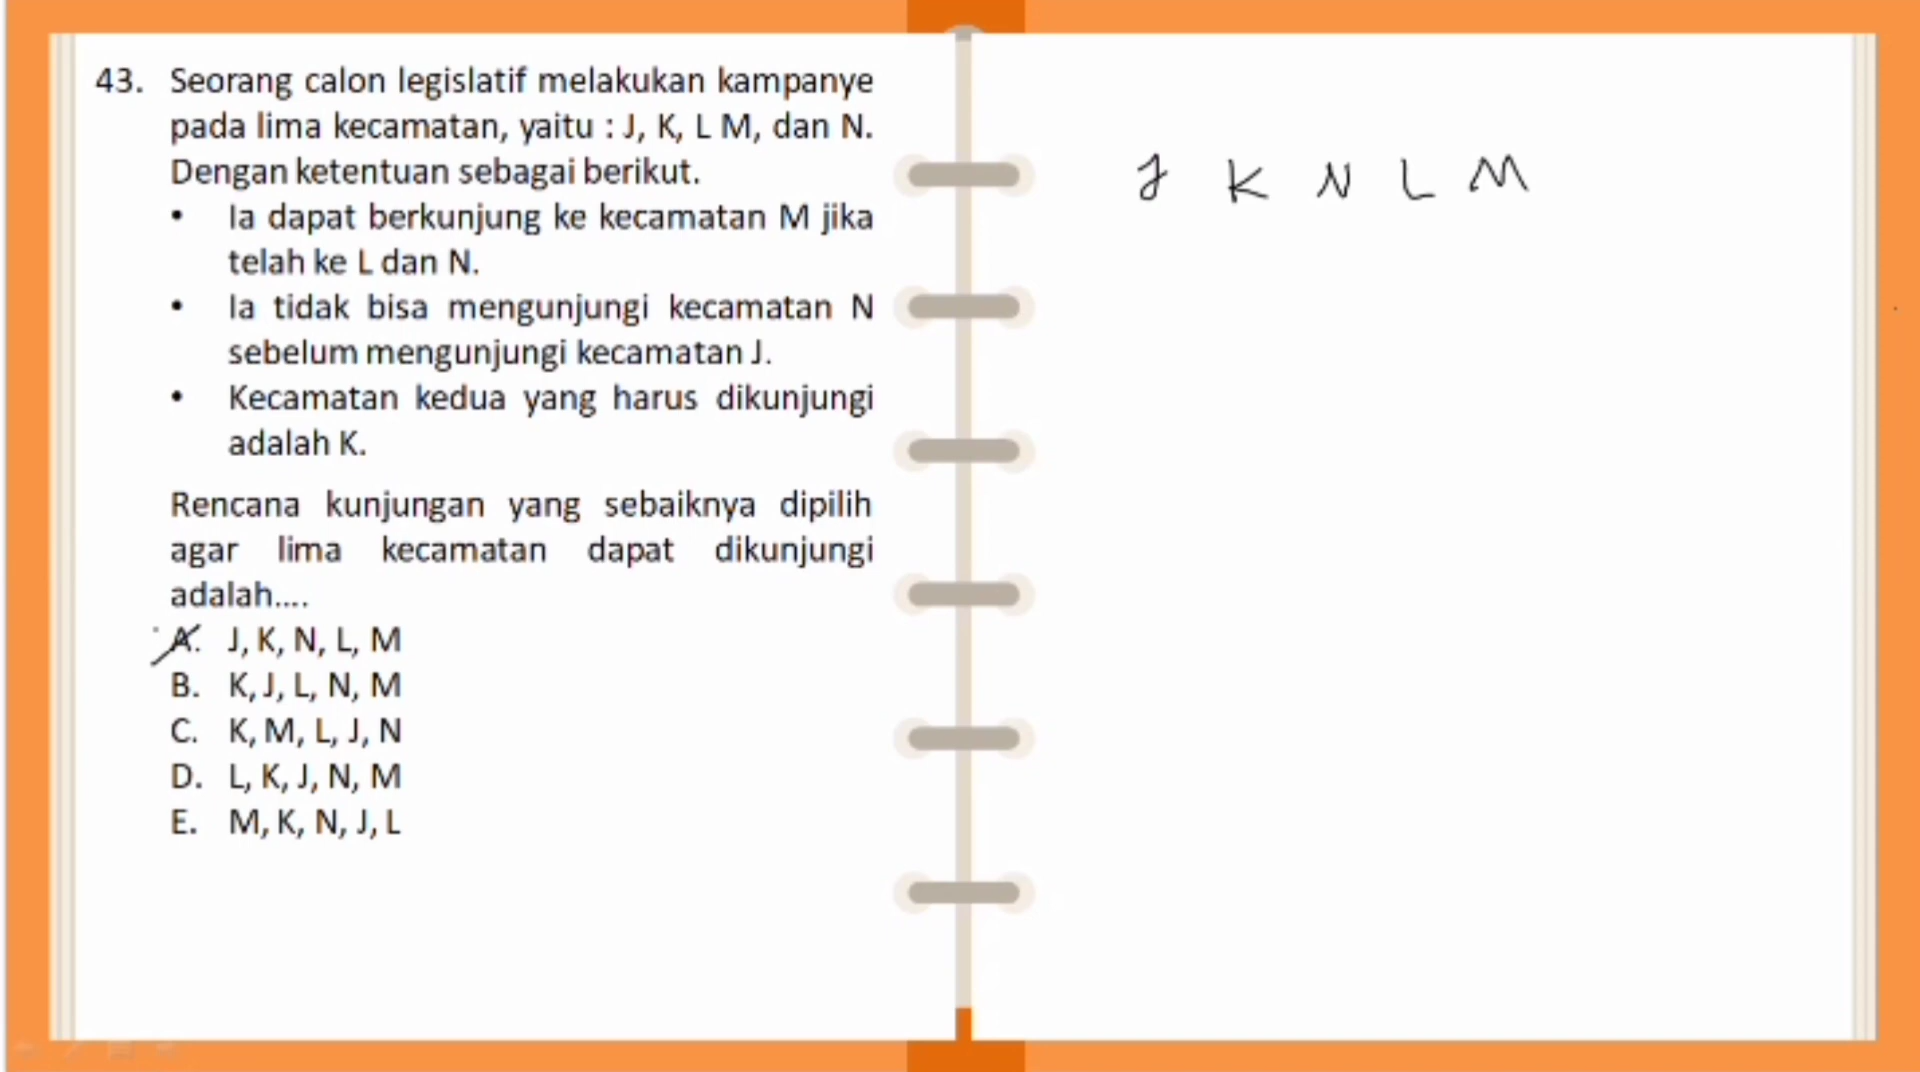 43. Seorang calon legislatif melakukan kampanye
pada lima kecamatan, yaitu : J, K, L M, dan N.
Dengan ketentuan sebagai berikut.
• Ia dapat berkunjung ke kecamatan M jika
telah ke L dan N.
• Ia tidak bisa mengunjungi kecamatan N
sebelum mengunjungi kecamatan J.
• Kecamatan kedua yang harus dikunjungi
adalah K.
Rencana kunjungan yang sebaiknya dipilih
agar lima kecamatan dapat dikunjungi
adalah....
A. J, K, N, L, M
B. K, J, L, N, M
C. K, M, L, J, N
D. L, K, J, N, M
E. M, K, N, J, L
J K N L M